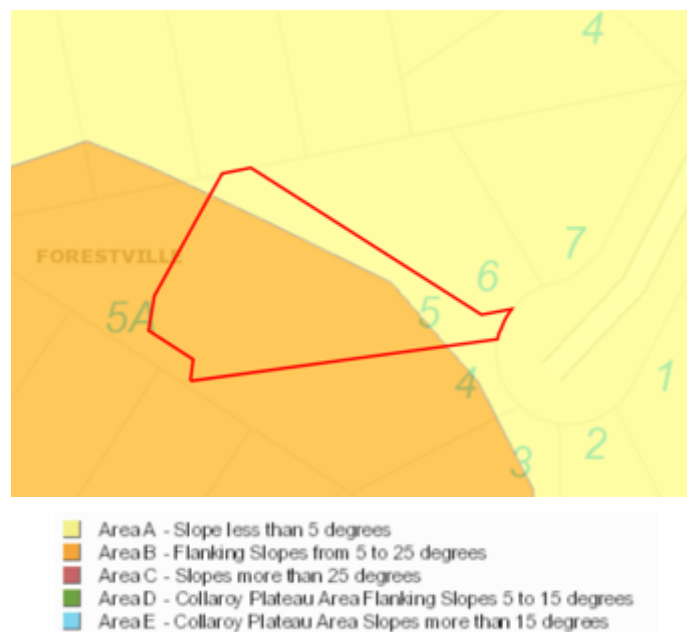 4
7
6
FORESTVILLE
5A
5
4
1
2
3
Area A - Slope less than 5 degrees
Area B - Flanking Slopes from 5 to 25 degrees
Area C - Slopes more than 25 degrees
Area D - Collaroy Plateau Area Flanking Slopes 5 to 15 degrees
Area E - Collaroy Plateau Area Slopes more than 15 degrees